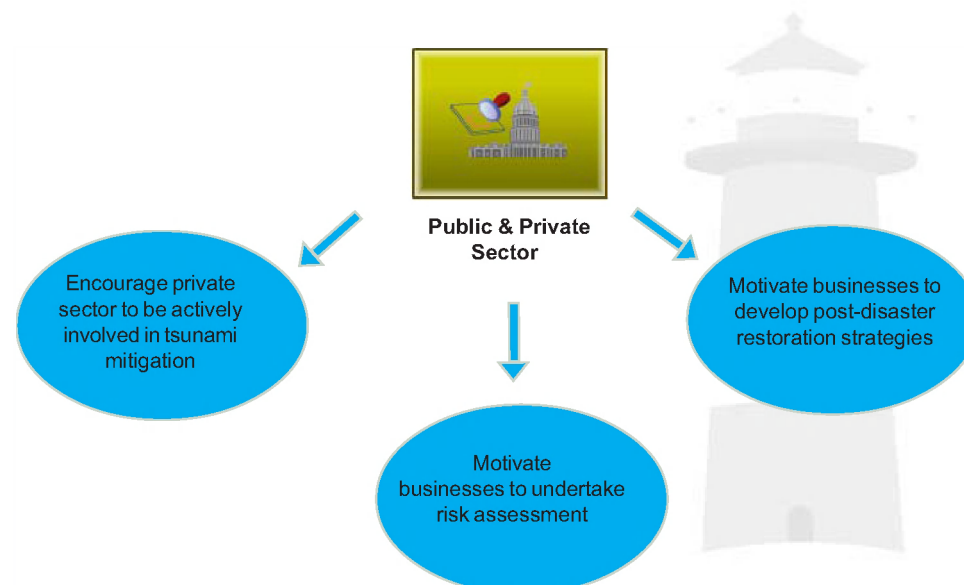 Public & Private
Sector
Encourage private
sector to be actively
involved in tsunami
mitigation
Motivate businesses to
develop post-disaster
restoration strategies
Motivate
businesses to undertake
risk assessment